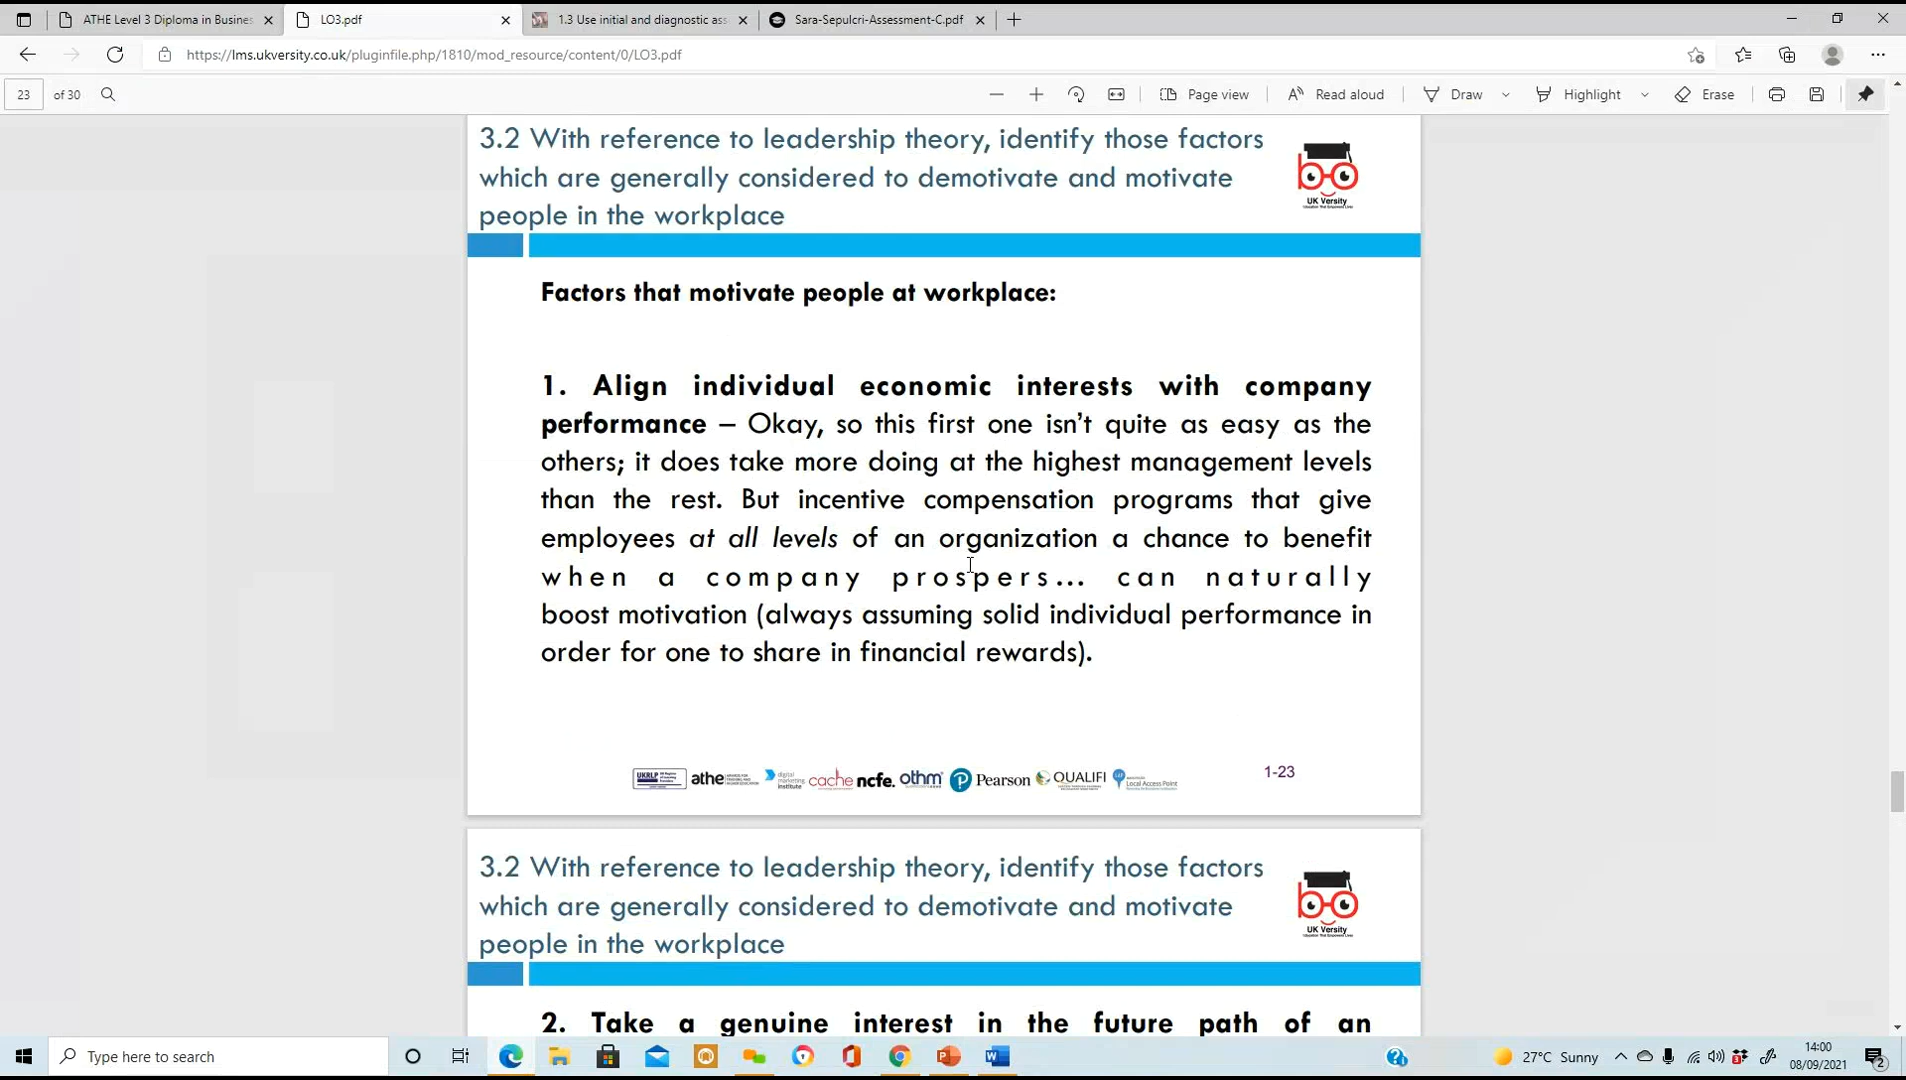 ATHE Level 3 Diploma in Busines
LO3.pdf
1.3 Use initial and diagnostic ass
Sara-Sepulcri-Assessment-C.pdf
https://lms.ukversity.co.uk/pluginfile.php/1810/mod_resource/content/0/LO3.pdf
23 of 30
Page view
Read aloud
Draw
Highlight
Erase
3.2 With reference to leadership theory, identify those factors
which are generally considered to demotivate and motivate
people in the workplace
UK Versity
Factors that motivate people at workplace:
1. Align individual economic interests with company
performance – Okay, so this first one isn't quite as easy as the
others; it does take more doing at the highest management levels
than the rest. But incentive compensation programs that give
employees at all levels of an organization a chance to benefit
when a company prospers... can naturally
boost motivation (always assuming solid individual performance in
order for one to share in financial rewards).
UKRLP athe digital marketing institute cache ncfe. othm Pearson QUALIFI Local Access Point
1-23
3.2 With reference to leadership theory, identify those factors
which are generally considered to demotivate and motivate
people in the workplace
UK Versity
2. Take a genuine interest in the future path of an
Type here to search
27°C Sunny
14:00
08/09/2021
2